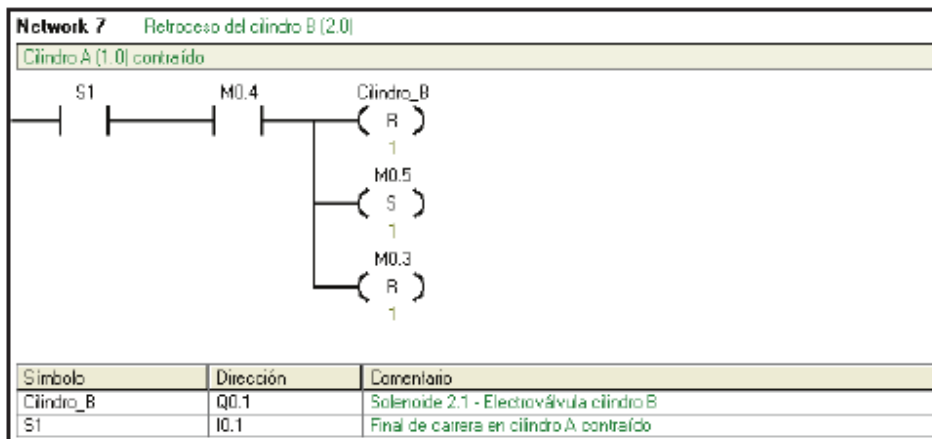 Network 7 Retroceso del cilindro B (2.0)
Cilindro A (1.0) contraído
S1 M0.4 Cilindro_B
R
1
M0.5
S
1
M0.3
R
1
Símbolo Dirección Comentario
Cilindro_B Q0.1 Solenoide 2.1 - Electroválvula cilindro B
S1 I0.1 Final de carrera en cilindro A contraído